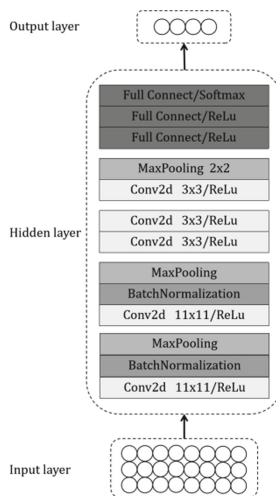 Output layer
Full Connect/Softmax
Full Connect/ReLu
Full Connect/ReLu
MaxPooling 2x2
Conv2d 3x3/ReLu
Hidden layer
Conv2d 3x3/ReLu
Conv2d 3x3/ReLu
MaxPooling
BatchNormalization
Conv2d 11x11/ReLu
MaxPooling
BatchNormalization
Conv2d 11x11/ReLu
Input layer